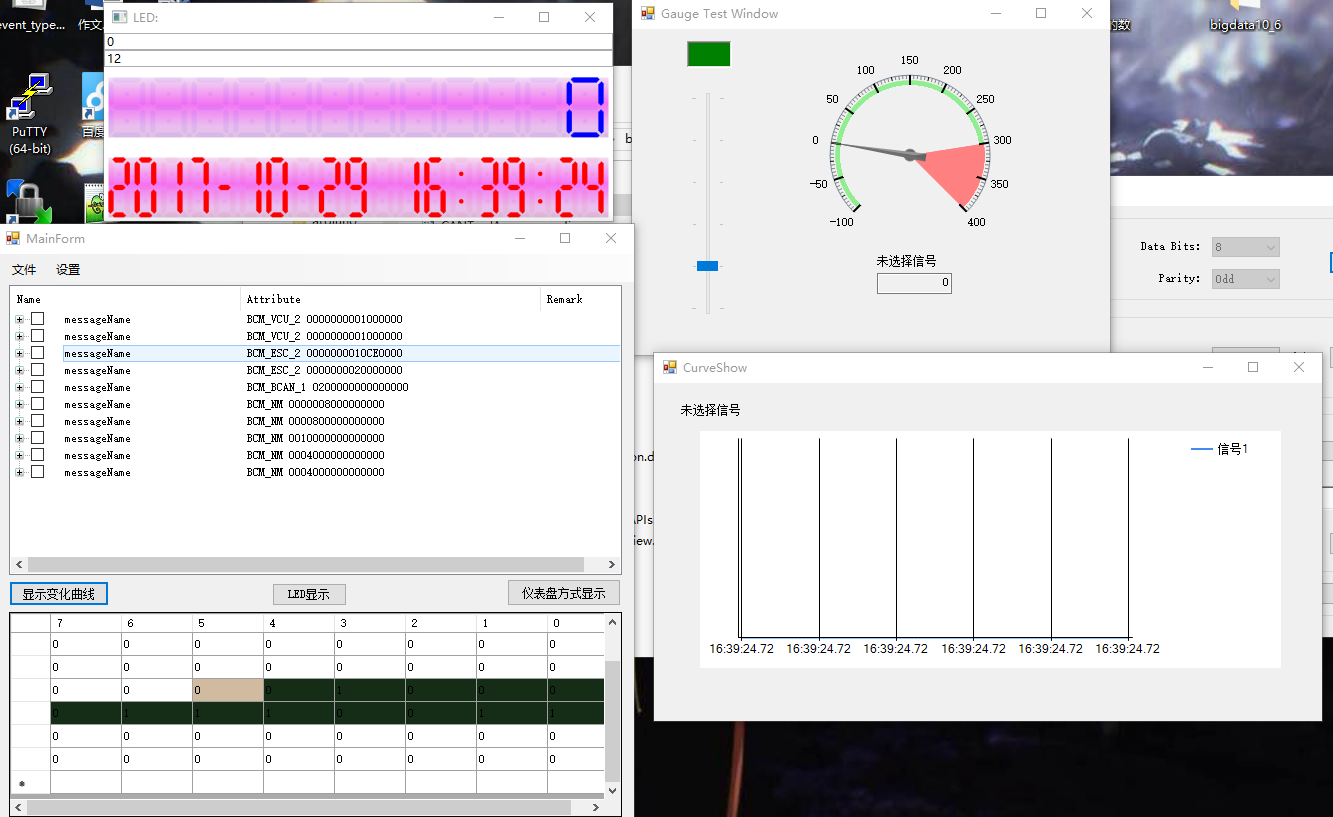 event_type...
PuTTY
(64-bit)
LED:
0
12
0
2017-10-29 16:39:24
Gauge Test Window
-100
-50
0
50
100
150
200
250
300
350
400
未选择信号
0
bigdata10_6
的数
Data Bits: 8
Parity: Odd
MainForm
文件 设置
Name Attribute Remark
messageName BCM_VCU_2 0000000001000000
messageName BCM_VCU_2 0000000001000000
messageName BCM_ESC_2 0000000010CE0000
messageName BCM_ESC_2 0000000020000000
messageName BCM_BCAN_1 0200000000000000
messageName BCM_NM 0000008000000000
messageName BCM_NM 0000800000000000
messageName BCM_NM 0010000000000000
messageName BCM_NM 0004000000000000
messageName BCM_NM 0004000000000000
显示变化曲线 LED显示 仪表盘方式显示
7 6 5 4 3 2 1 0
0 0 0 0 0 0 0 0
0 0 0 0 0 0 0 0
0 0 0 0 1 0 0 0
0 1 1 1 0 0 1 1
0 0 0 0 0 0 0 0
0 0 0 0 0 0 0 0
*
on.d
APIs
iew.
CurveShow
未选择信号
信号1
16:39:24.72 16:39:24.72 16:39:24.72 16:39:24.72 16:39:24.72 16:39:24.72